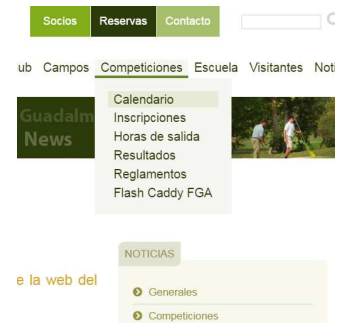 Socios Reservas Contacto
ub Campos Competiciones Escuela Visitantes Noti
Calendario
Inscripciones
Horas de salida
Resultados
Reglamentos
Flash Caddy FGA
Guadalm
News
NOTICIAS
e la web del
Generales
Competiciones